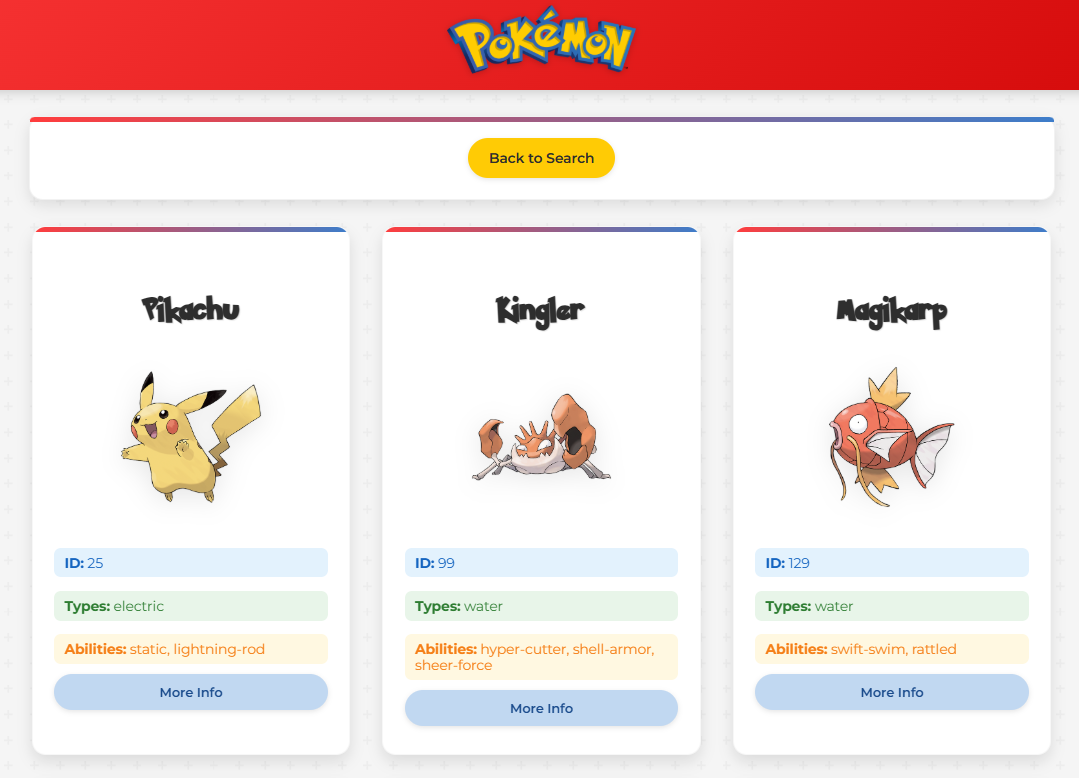 POKéMON
Back to Search
Pikachu
ID: 25
Types: electric
Abilities: static, lightning-rod
More Info
Kingler
ID: 99
Types: water
Abilities: hyper-cutter, shell-armor,
sheer-force
More Info
Magikarp
ID: 129
Types: water
Abilities: swift-swim, rattled
More Info